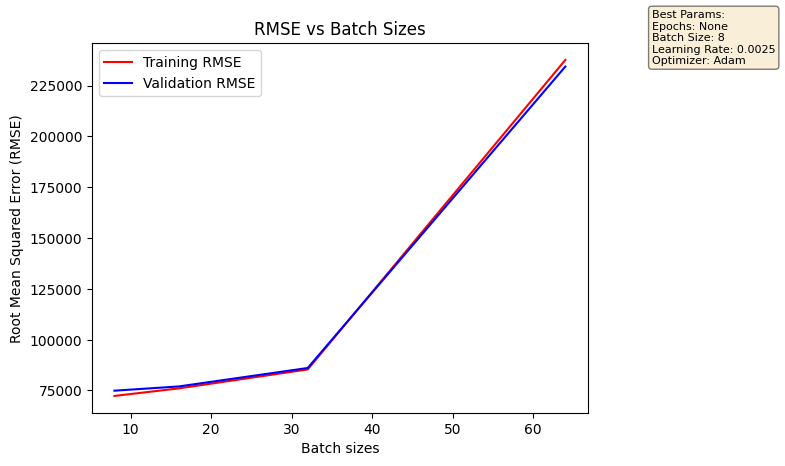 RMSE vs Batch Sizes
Best Params:
Epochs: None
Batch Size: 8
Learning Rate: 0.0025
Optimizer: Adam
Training RMSE
Validation RMSE
Root Mean Squared Error (RMSE)
225000
200000
175000
150000
125000
100000
75000
10 20 30 40 50 60
Batch sizes